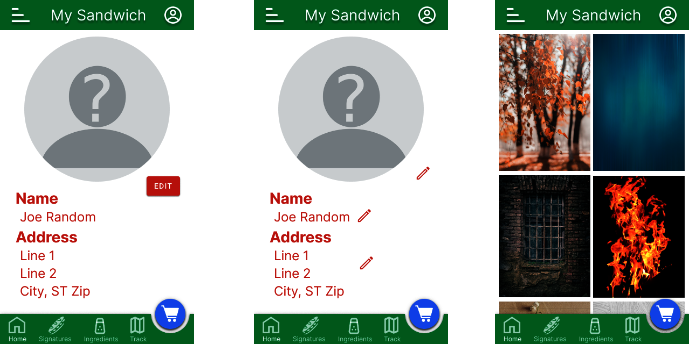 My Sandwich
?
EDIT
Name
Joe Random
Address
Line 1
Line 2
City, ST Zip
Home
Signatures
Ingredients
Track
My Sandwich
?
Name
Joe Random
Address
Line 1
Line 2
City, ST Zip
Home
Signatures
Ingredients
Track
My Sandwich
Home
Signatures
Ingredients
Track